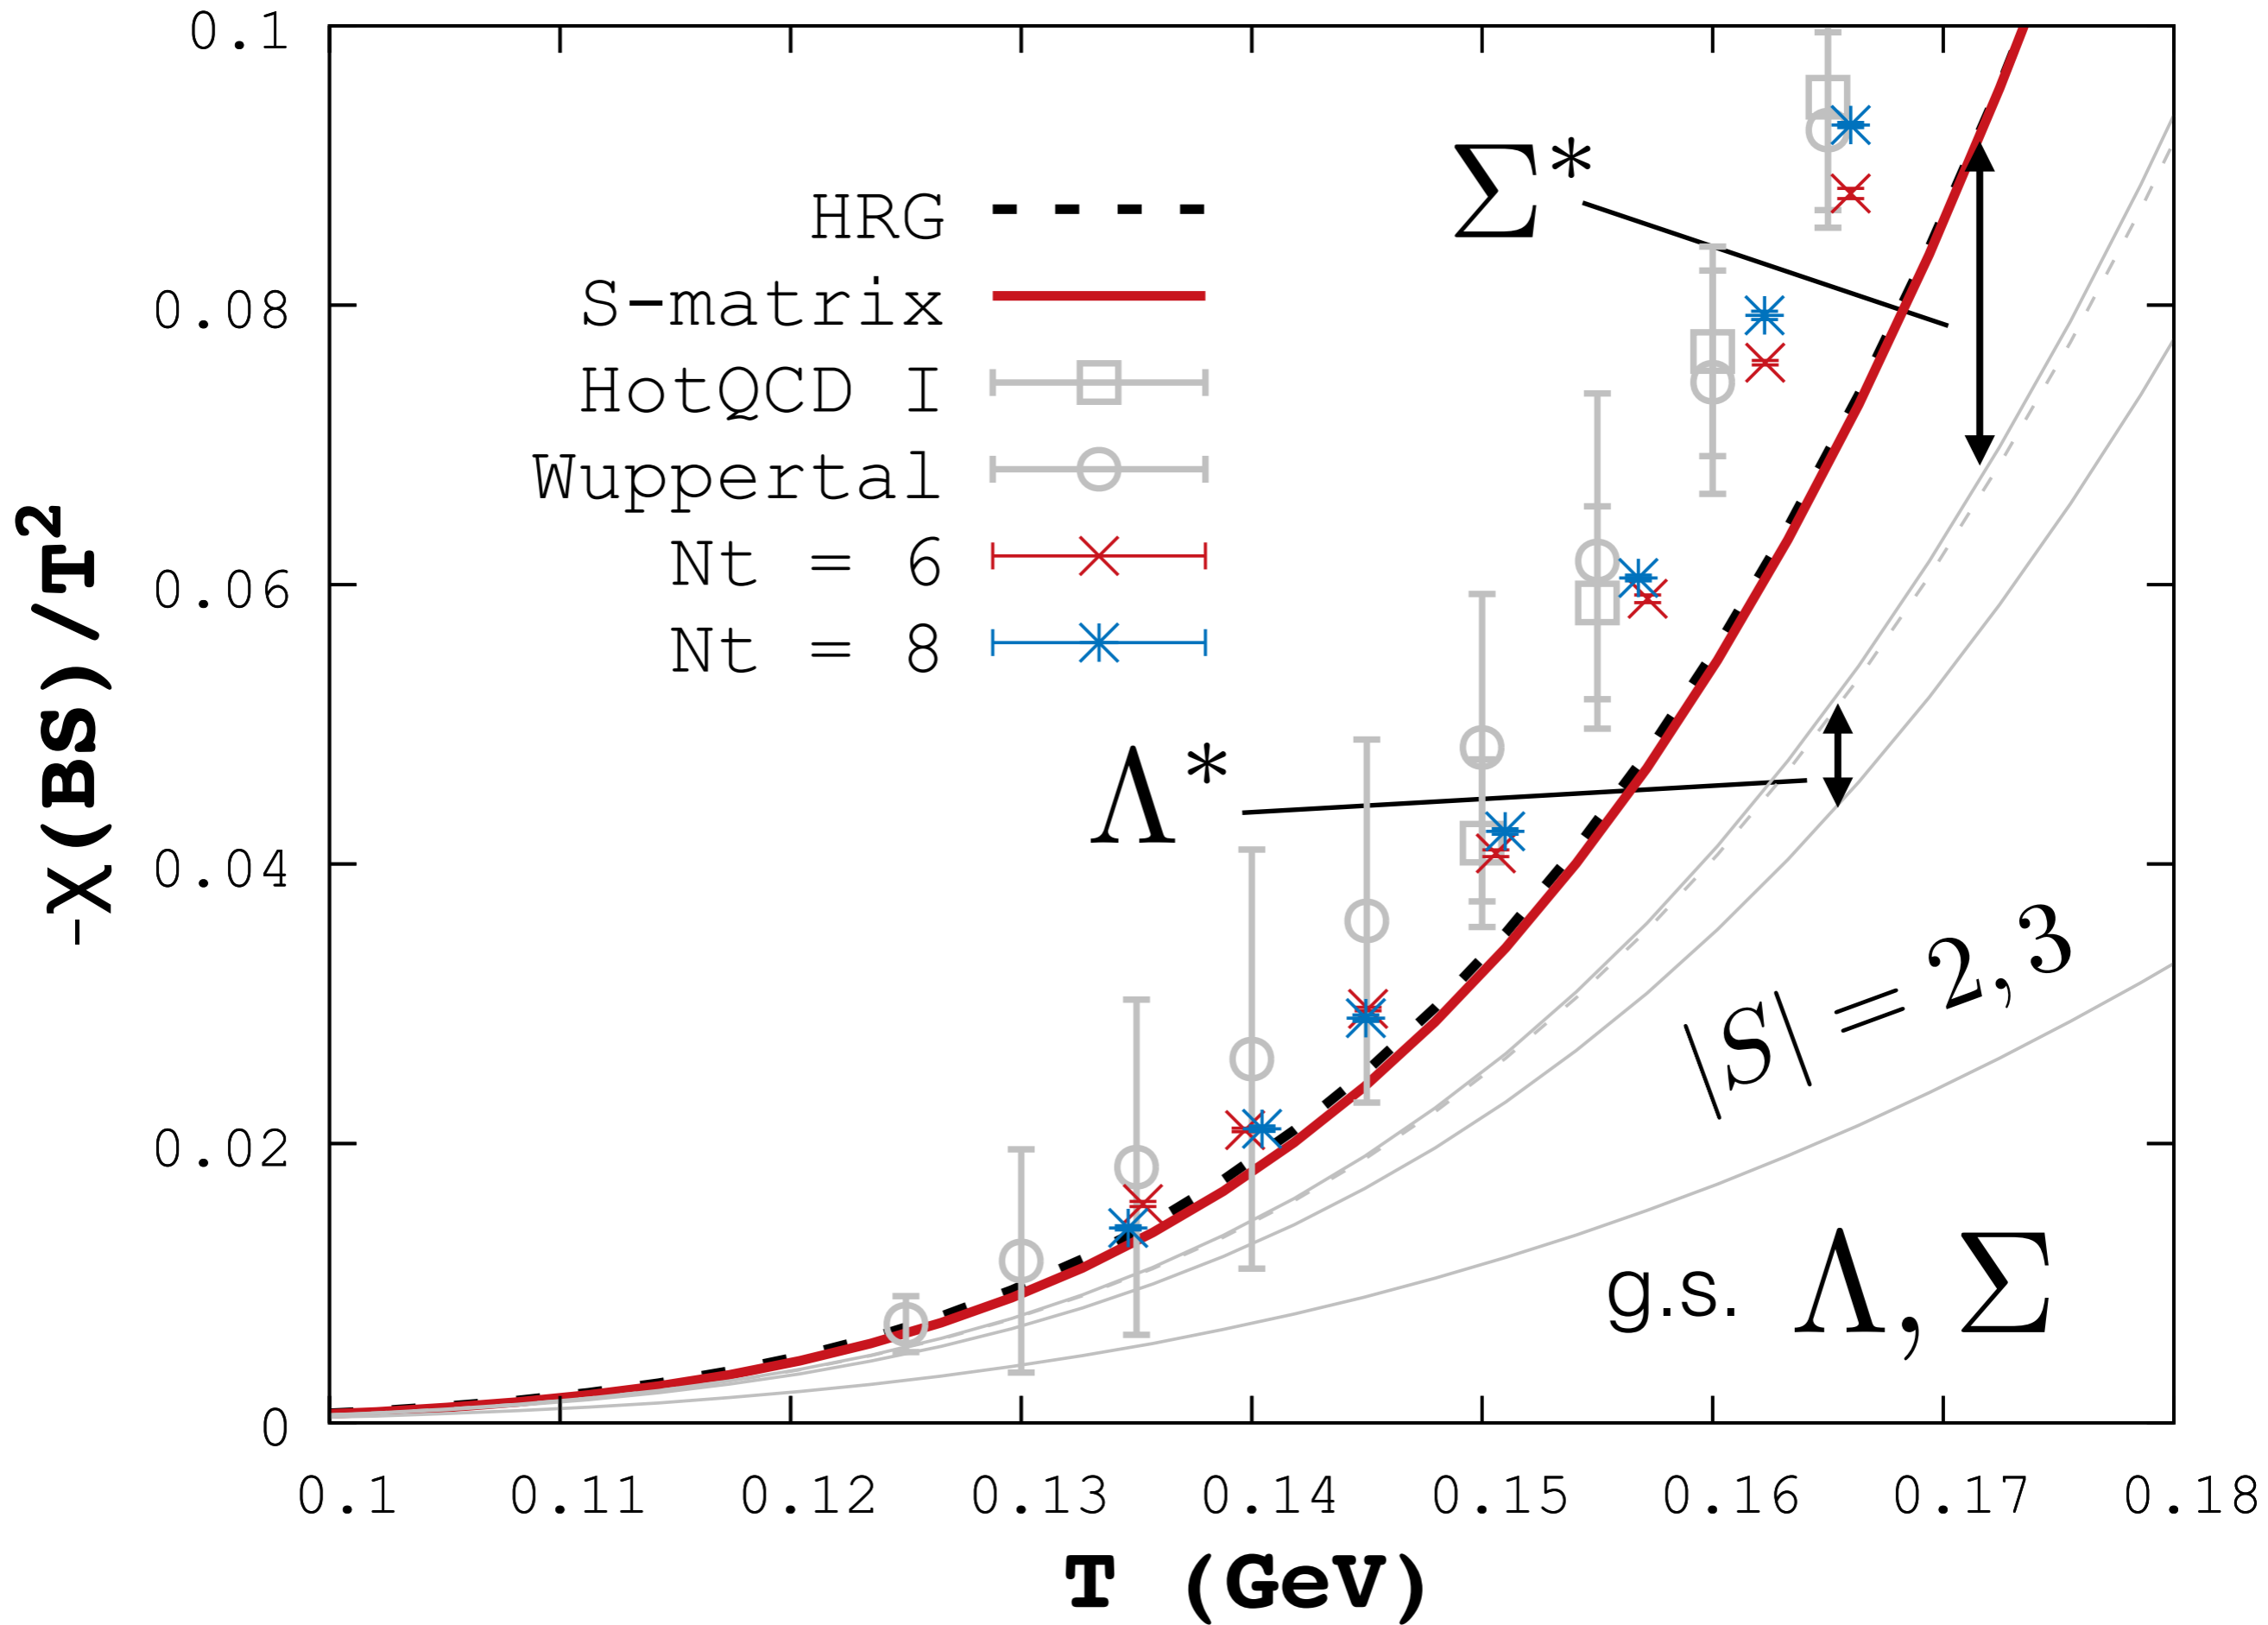 0.1
0.08
0.06
0.04
0.02
0
-χ(BS)/T²
HRG
S-matrix
HotQCD I
Wuppertal
Nt = 6
Nt = 8
Σ*
Λ*
|S| = 2, 3
g.s. Λ, Σ
0.1 0.11 0.12 0.13 0.14 0.15 0.16 0.17 0.18
T (GeV)